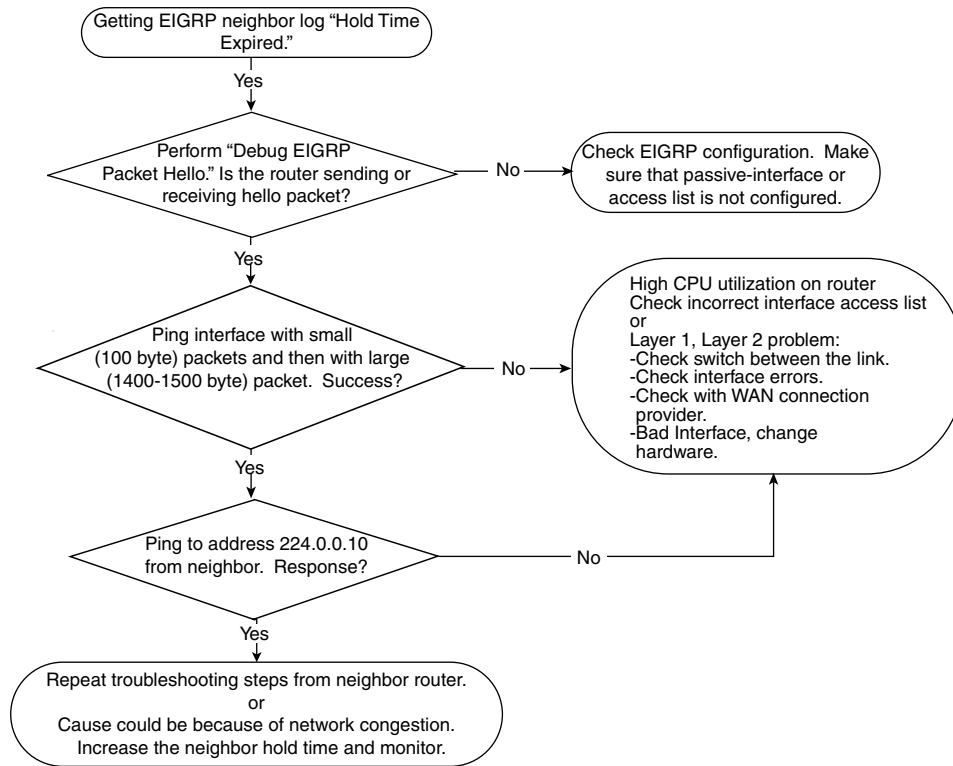 Getting EIGRP neighbor log “Hold Time
Expired.”
Yes
Perform “Debug EIGRP
Packet Hello.” Is the router sending or
receiving hello packet?
No
Check EIGRP configuration. Make
sure that passive-interface or
access list is not configured.
Yes
Ping interface with small
(100 byte) packets and then with large
(1400-1500 byte) packet. Success?
No
High CPU utilization on router
Check incorrect interface access list
or
Layer 1, Layer 2 problem:
-Check switch between the link.
-Check interface errors.
-Check with WAN connection
provider.
-Bad Interface, change
hardware.
Yes
Ping to address 224.0.0.10
from neighbor. Response?
No
Yes
Repeat troubleshooting steps from neighbor router.
or
Cause could be because of network congestion.
Increase the neighbor hold time and monitor.